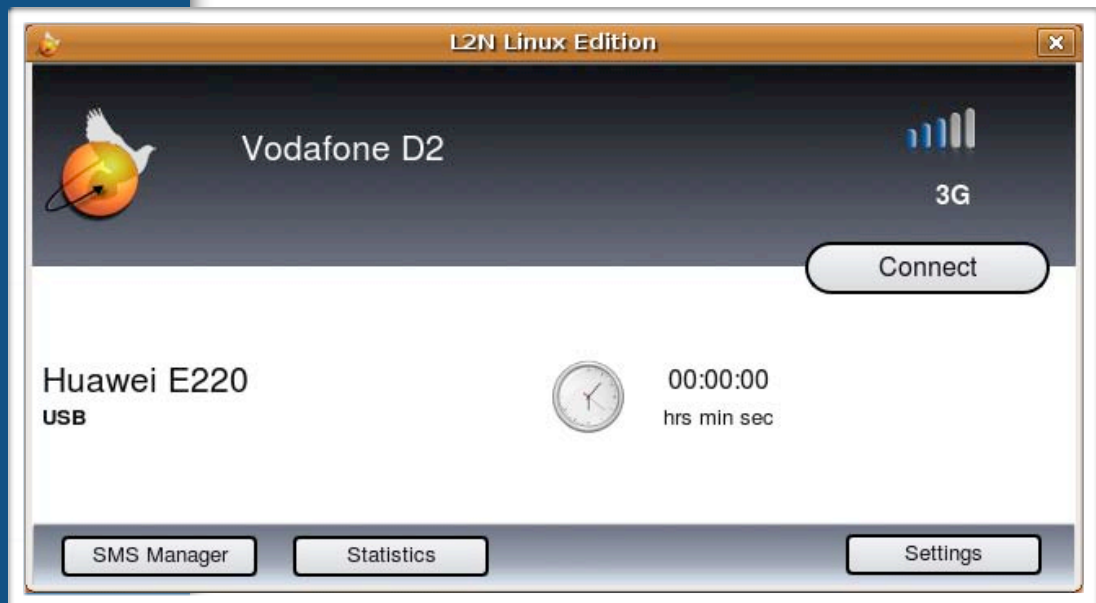 L2N Linux Edition
Vodafone D2
3G
Connect
Huawei E220
USB
00:00:00
hrs min sec
SMS Manager
Statistics
Settings